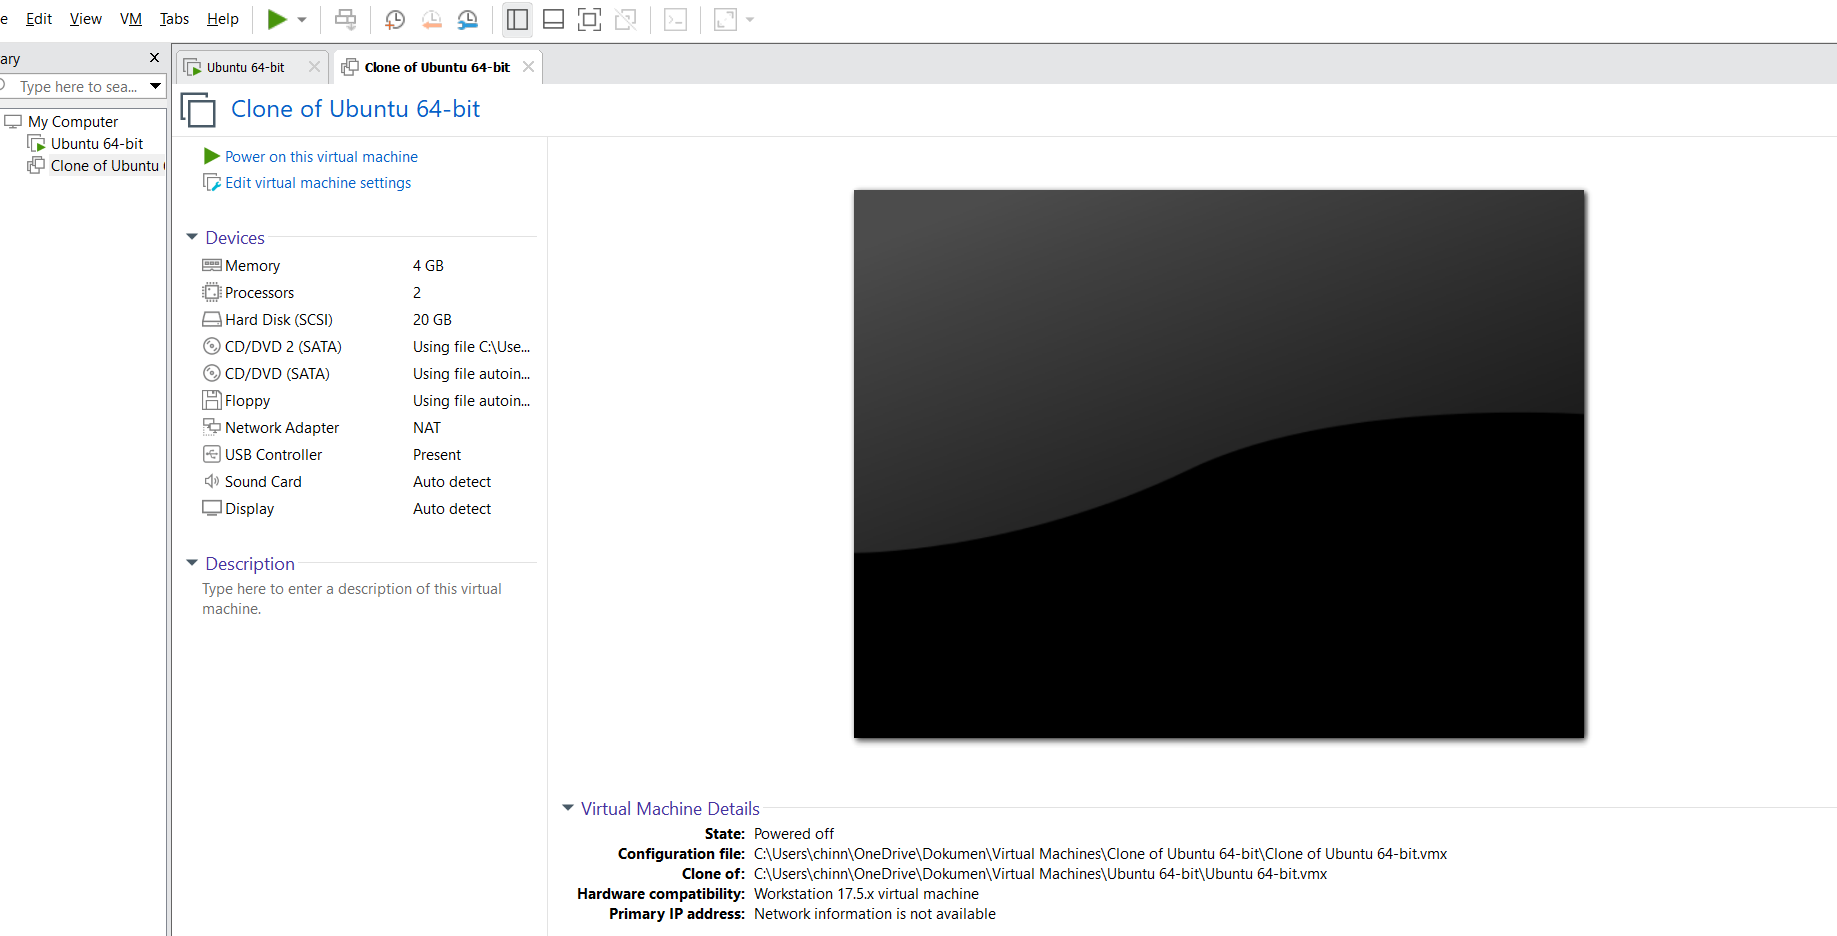 e Edit View VM Tabs Help
ary
Type here to sea...
My Computer
Ubuntu 64-bit
Clone of Ubuntu
Ubuntu 64-bit
Clone of Ubuntu 64-bit
Clone of Ubuntu 64-bit
Power on this virtual machine
Edit virtual machine settings
Devices
Memory 4 GB
Processors 2
Hard Disk (SCSI) 20 GB
CD/DVD 2 (SATA) Using file C:\Use...
CD/DVD (SATA) Using file autoin...
Floppy Using file autoin...
Network Adapter NAT
USB Controller Present
Sound Card Auto detect
Display Auto detect
Description
Type here to enter a description of this virtual
machine.
Virtual Machine Details
State: Powered off
Configuration file: C:\Users\chinn\OneDrive\Dokumen\Virtual Machines\Clone of Ubuntu 64-bit\Clone of Ubuntu 64-bit.vmx
Clone of: C:\Users\chinn\OneDrive\Dokumen\Virtual Machines\Ubuntu 64-bit\Ubuntu 64-bit.vmx
Hardware compatibility: Workstation 17.5.x virtual machine
Primary IP address: Network information is not available